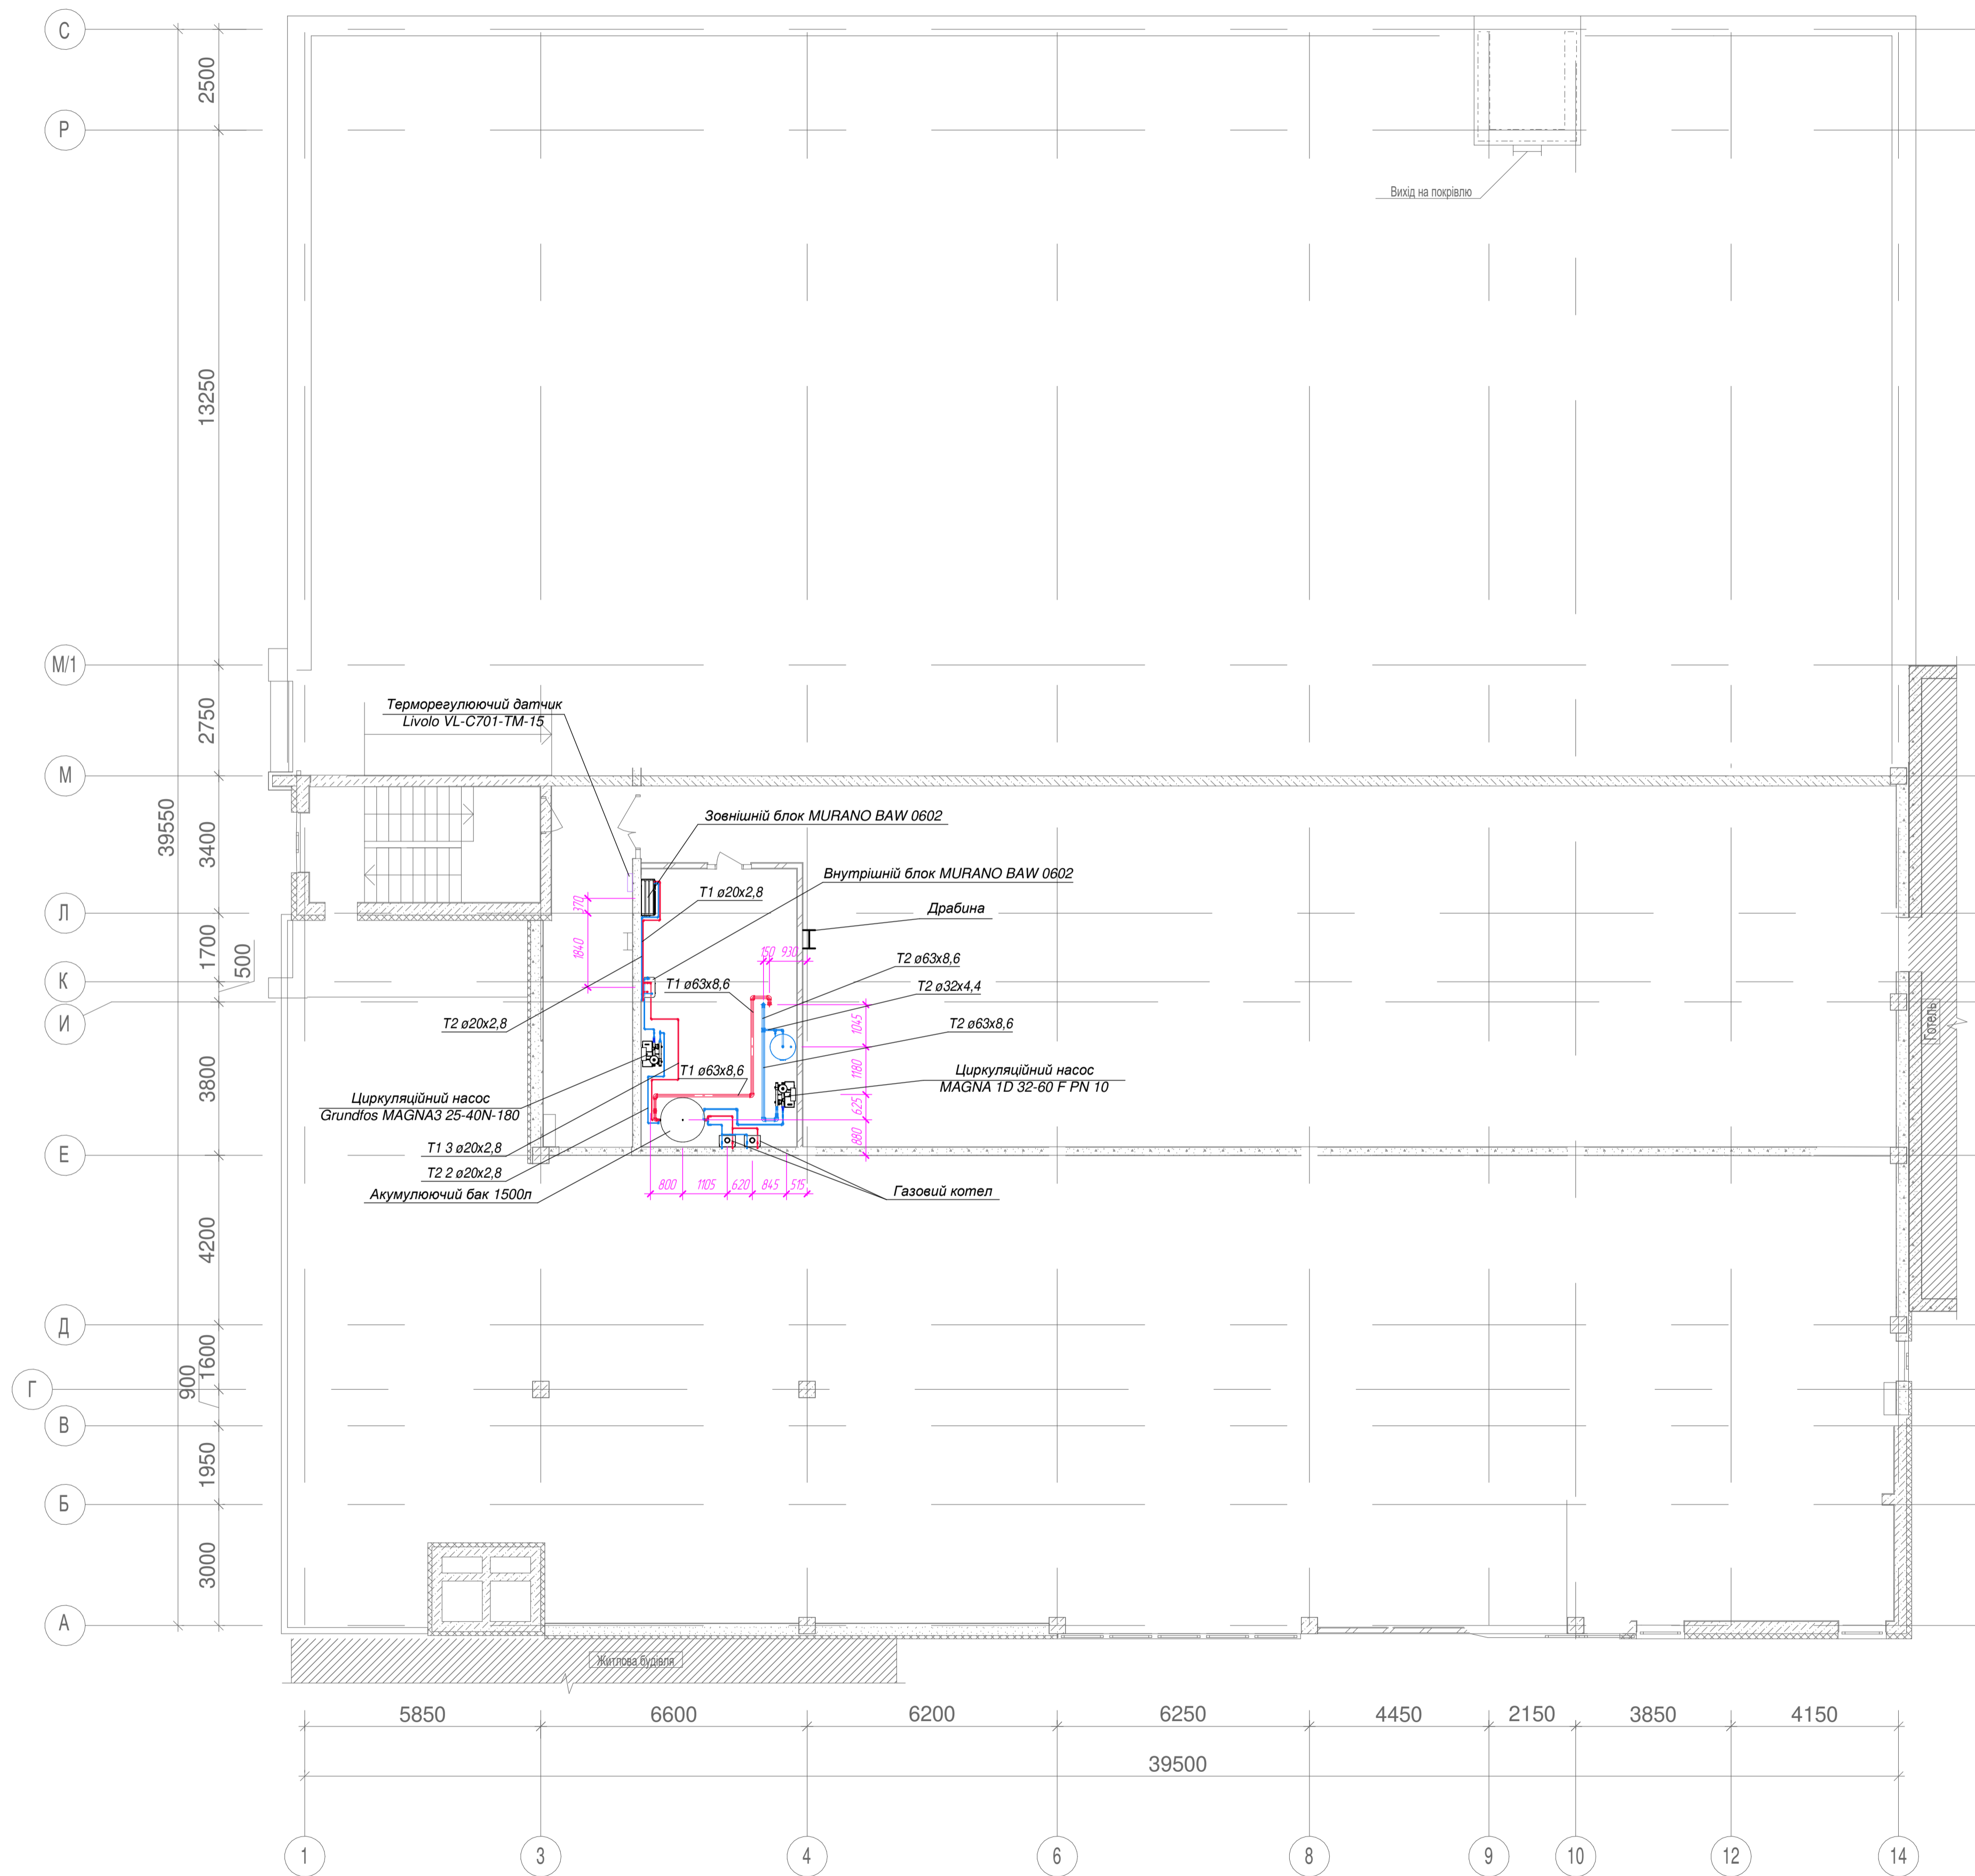 С
2500
Р
Вихід на покрівлю
13250
М/1
2750
Терморегулюючий датчик
Livolo VL-C701-TM-15
М
39550
3400
Зовнішній блок MURANO BAW 0602
Внутрішній блок MURANO BAW 0602
Т1 ø20х2,8
370
Драбина
Л
1700
500
1840
150
930
Т2 ø63х8,6
К
Т1 ø63х8,6
Т2 ø32х4,4
И
Т2 ø20х2,8
1045
Т2 ø63х8,6
Готель
3800
1180
Т1 ø63х8,6
Циркуляційний насос
MAGNA 1D 32-60 F PN 10
Циркуляційний насос
Grundfos MAGNA3 25-40N-180
625
880
Т1 3 ø20х2,8
Е
Т2 2 ø20х2,8
800
1105
620
845
515
Акумулюючий бак 1500л
Газовий котел
4200
Д
1600
900
Г
В
1950
Б
3000
А
Житлова будівля
5850
6600
6200
6250
4450
2150
3850
4150
39500
1
3
4
6
8
9
10
12
14